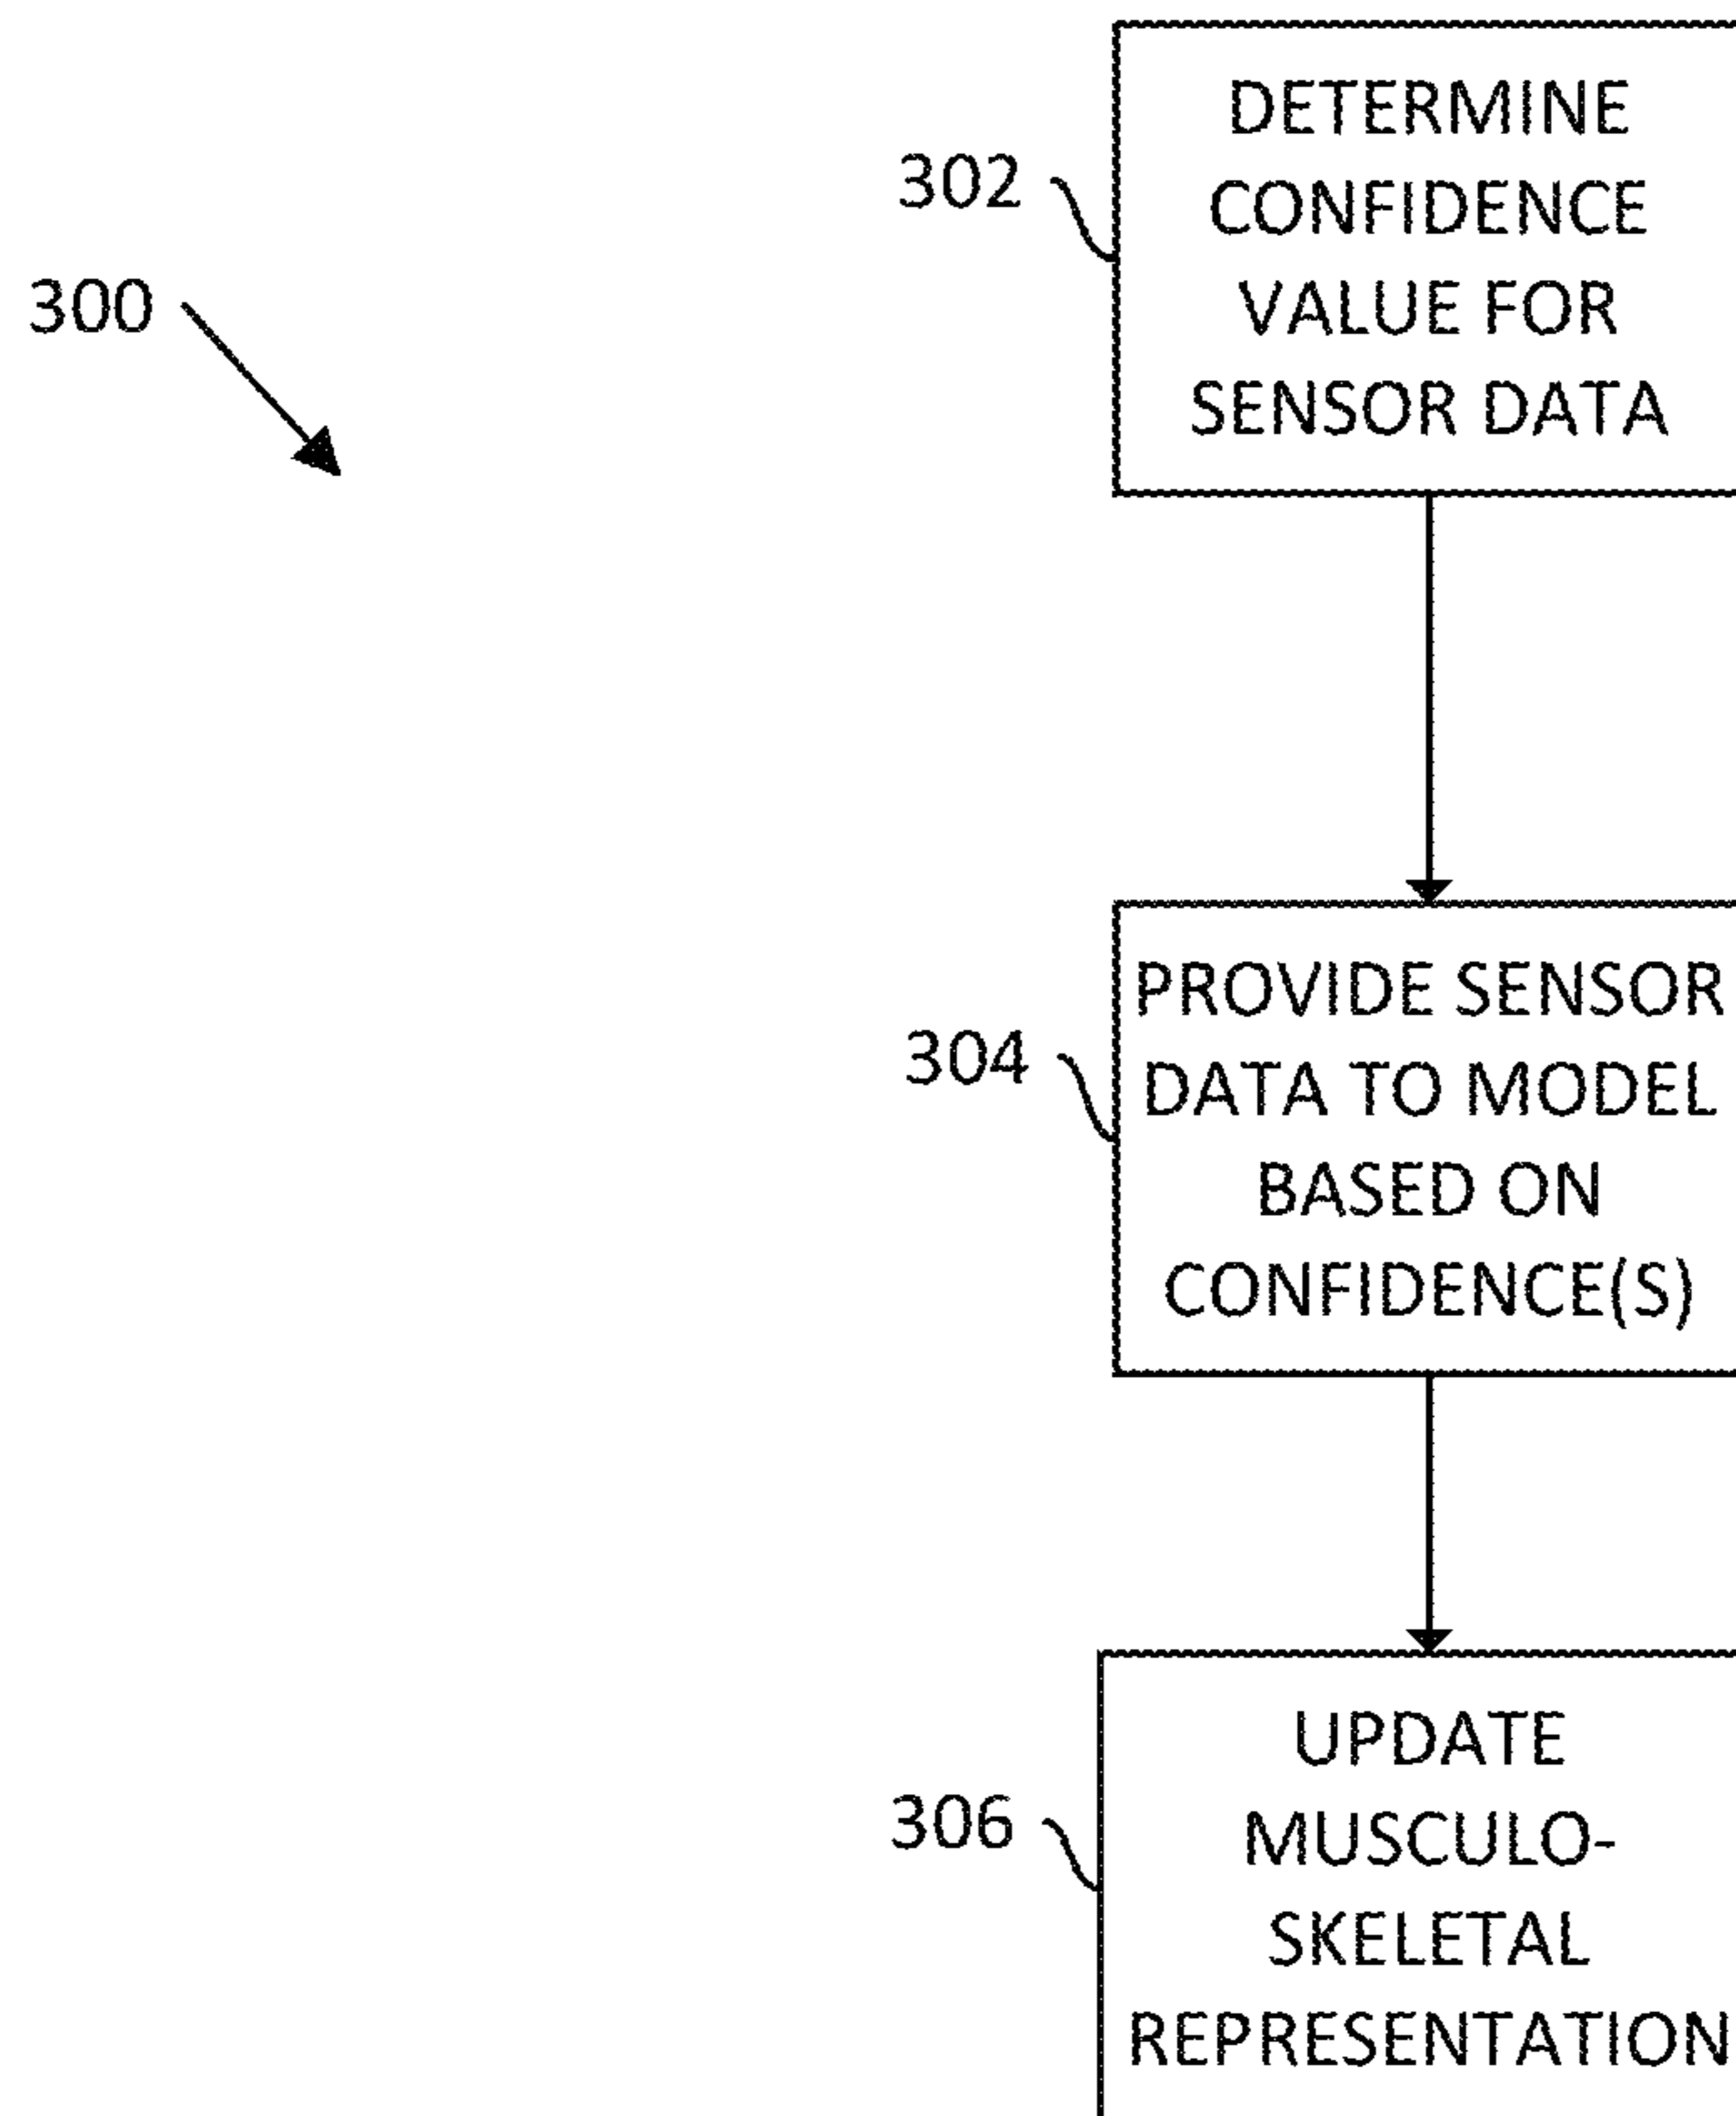 300
302
DETERMINE
CONFIDENCE
VALUE FOR
SENSOR DATA
304
PROVIDE SENSOR
DATA TO MODEL
BASED ON
CONFIDENCE(S)
306
UPDATE
MUSCULO-
SKELETAL
REPRESENTATION